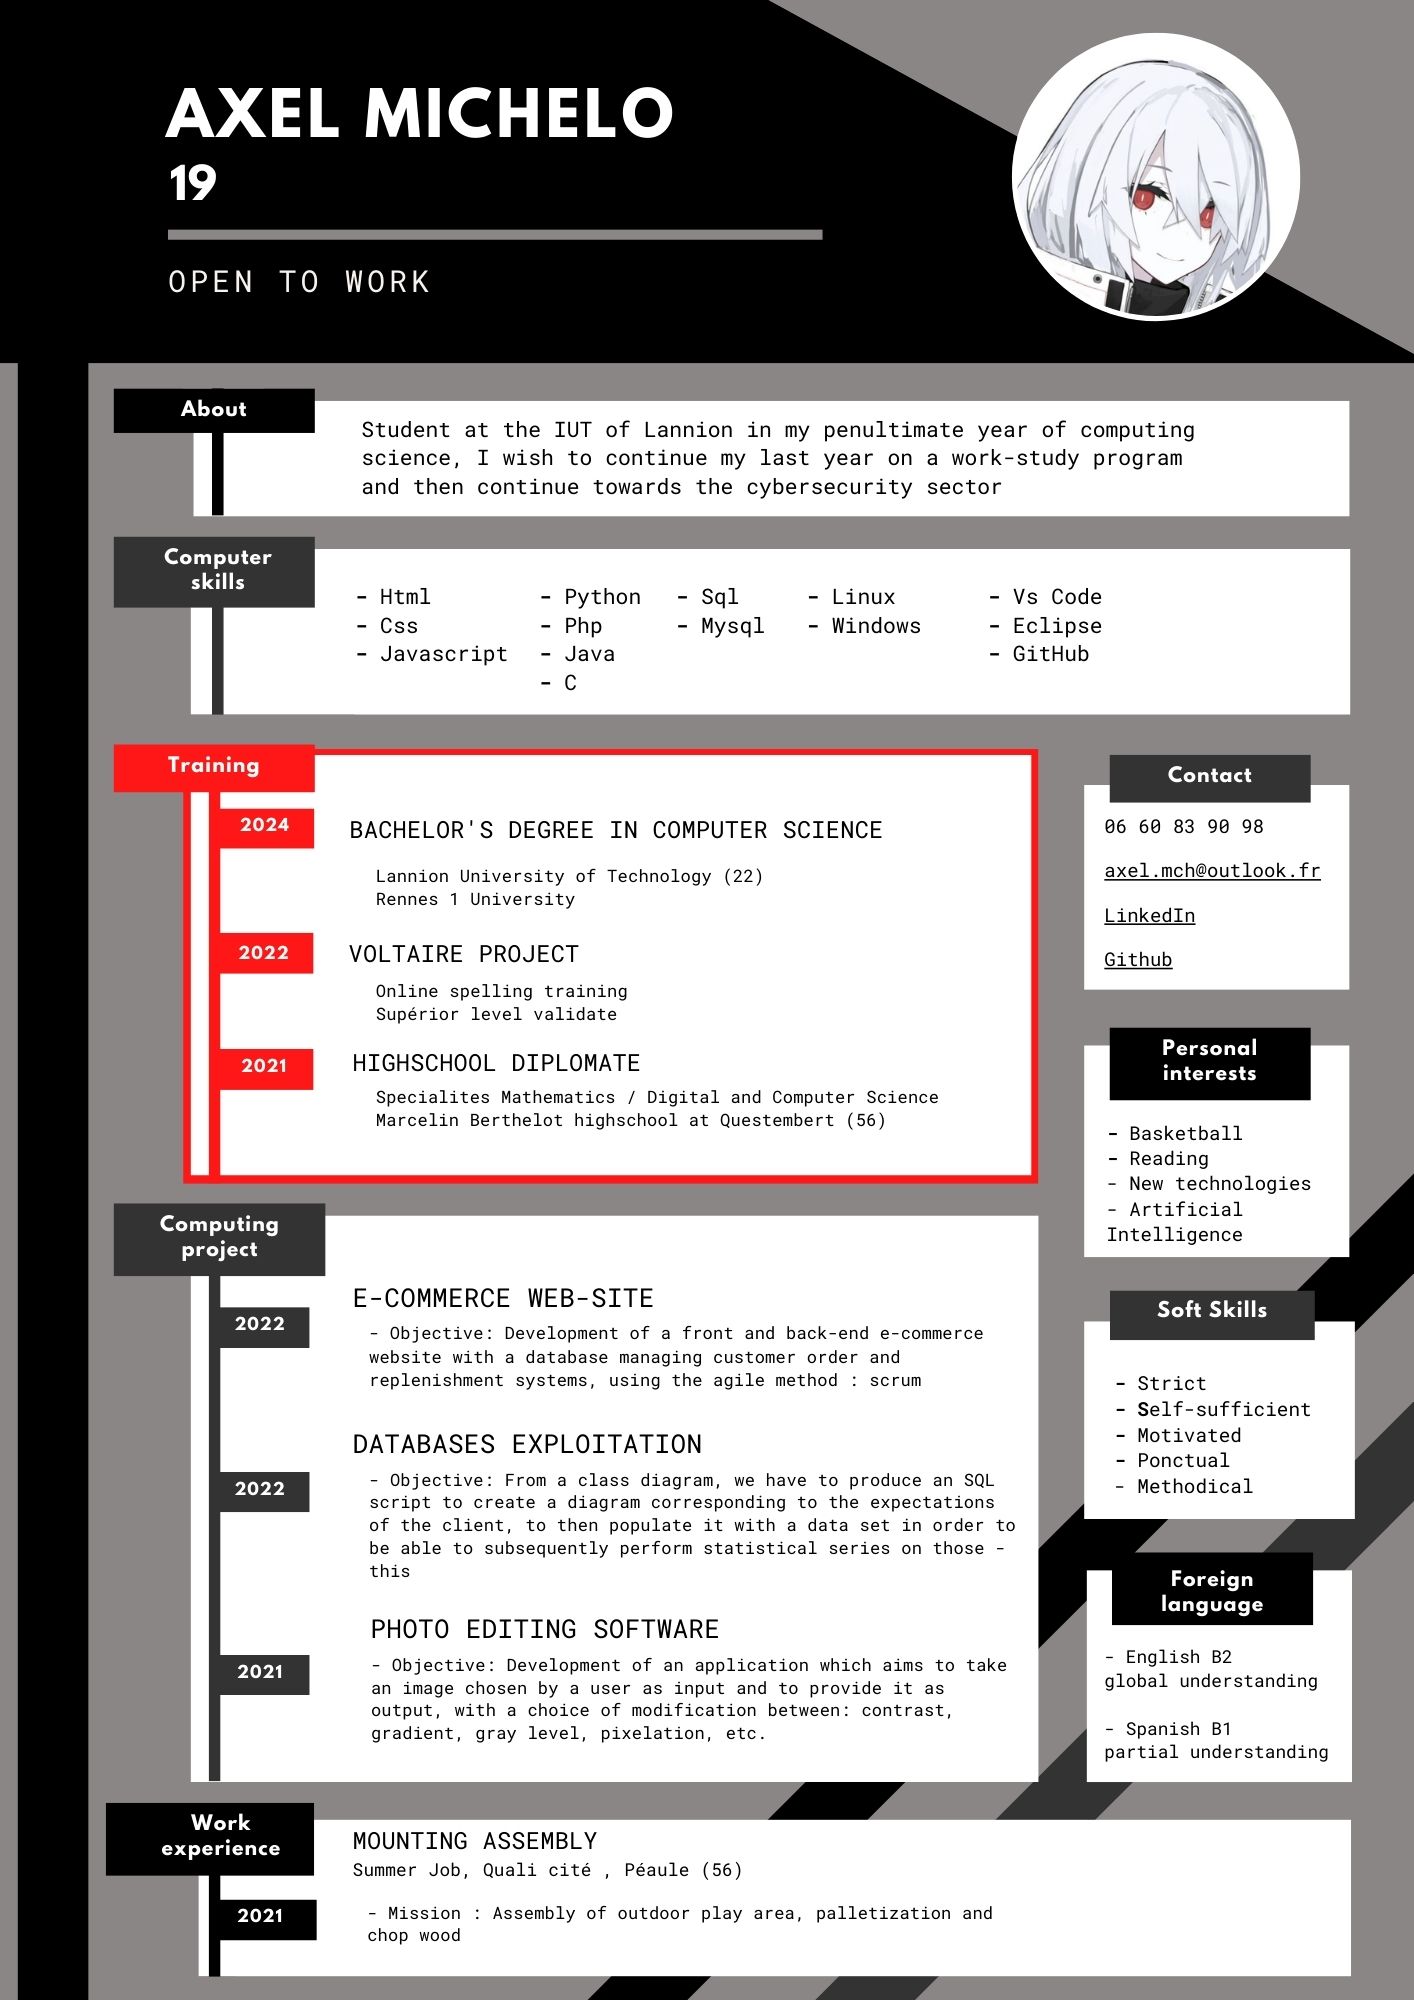 AXEL MICHELO
19
OPEN TO WORK
About
Student at the IUT of Lannion in my penultimate year of computing
science, I wish to continue my last year on a work-study program
and then continue towards the cybersecurity sector
Computer
skills
- Html
- Css
- Javascript
- Python
- Php
- Java
- C
- Sql
- Mysql
- Linux
- Windows
- Vs Code
- Eclipse
- GitHub
Training
2024
BACHELOR'S DEGREE IN COMPUTER SCIENCE
Lannion University of Technology (22)
Rennes 1 University
2022
VOLTAIRE PROJECT
Online spelling training
Supérior level validate
2021
HIGHSCHOOL DIPLOMATE
Specialites Mathematics / Digital and Computer Science
Marcelin Berthelot highschool at Questembert (56)
Computing
project
E-COMMERCE WEB-SITE
2022
- Objective: Development of a front and back-end e-commerce
website with a database managing customer order and
replenishment systems, using the agile method : scrum
DATABASES EXPLOITATION
2022
- Objective: From a class diagram, we have to produce an SQL
script to create a diagram corresponding to the expectations
of the client, to then populate it with a data set in order to
be able to subsequently perform statistical series on those -
this
PHOTO EDITING SOFTWARE
2021
- Objective: Development of an application which aims to take
an image chosen by a user as input and to provide it as
output, with a choice of modification between: contrast,
gradient, gray level, pixelation, etc.
Contact
06 60 83 90 98
axel.mch@outlook.fr
LinkedIn
Github
Personal
interests
- Basketball
- Reading
- New technologies
- Artificial
Intelligence
Soft Skills
- Strict
- Self-sufficient
- Motivated
- Ponctual
- Methodical
Foreign
language
- English B2
global understanding
- Spanish B1
partial understanding
Work
experience
MOUNTING ASSEMBLY
Summer Job, Quali cité , Péaule (56)
2021
- Mission : Assembly of outdoor play area, palletization and
chop wood